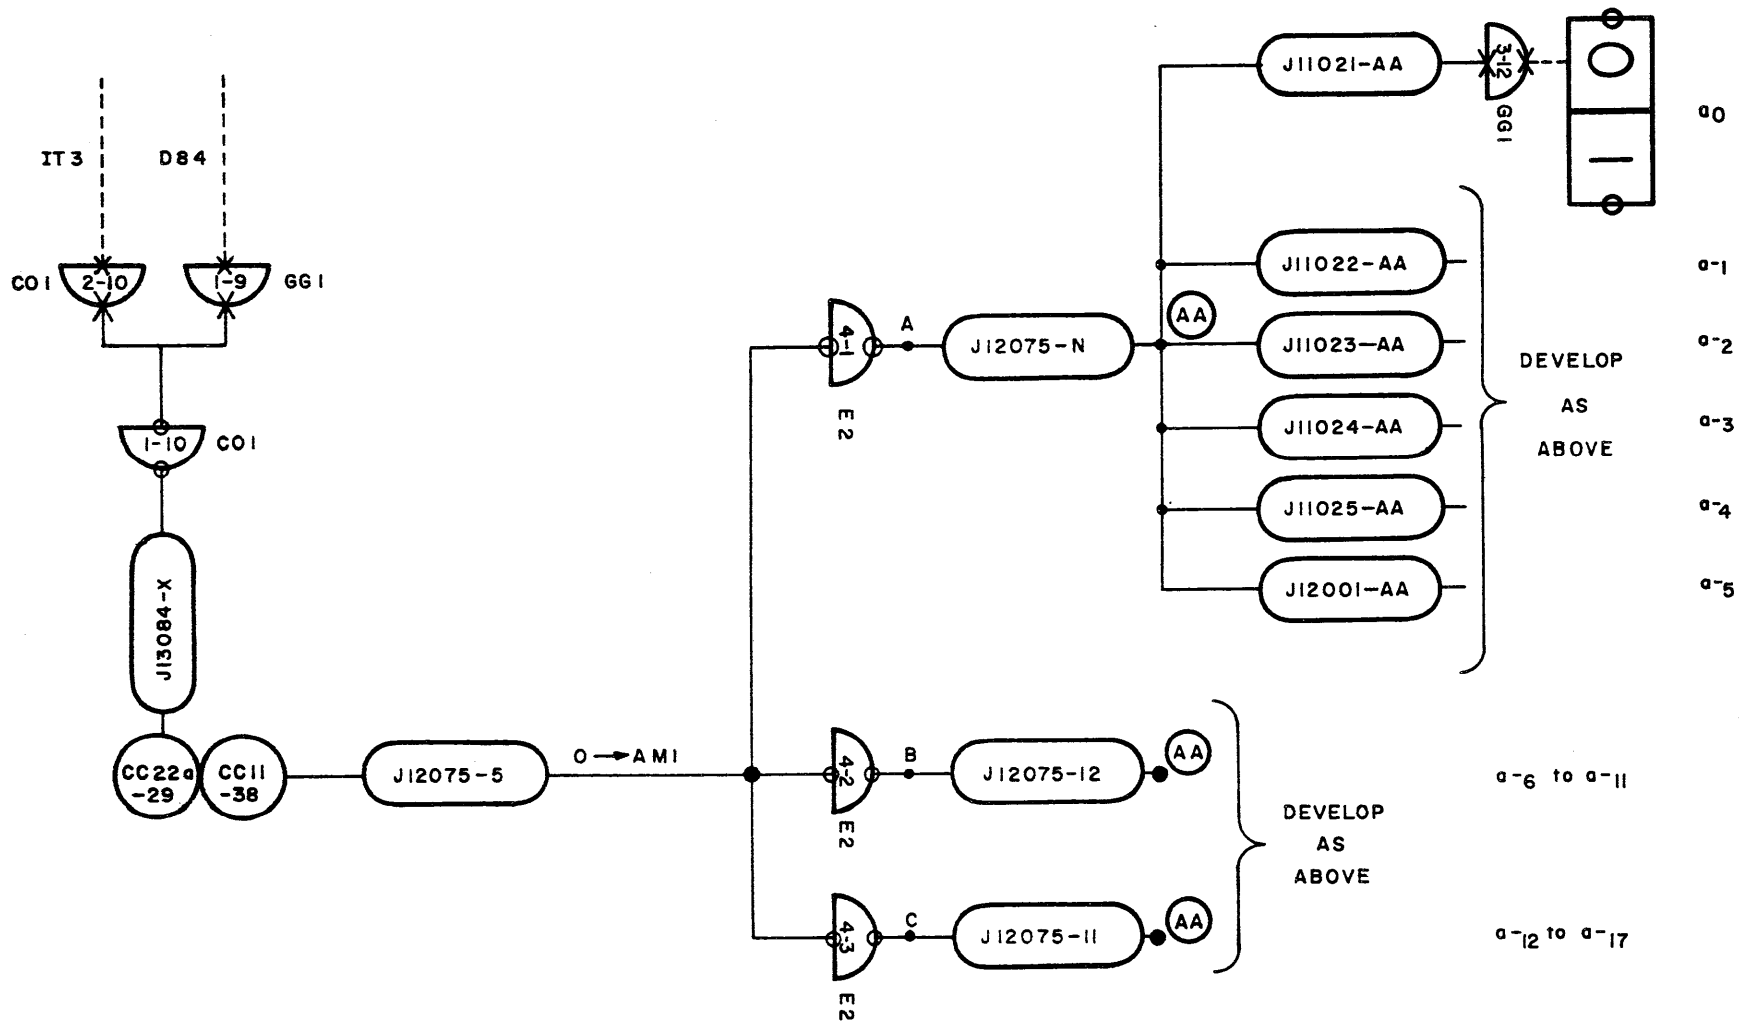 J11021-AA
3-12
GG1
0
1
a0
IT3
D84
CO1
2-10
1-9
GG1
J11022-AA
a-1
AA
A
4-1
E2
J12075-N
J11023-AA
a-2
DEVELOP
AS
ABOVE
J11024-AA
a-3
1-10
CO1
J11025-AA
a-4
J12001-AA
a-5
J13084-X
CC22a
-29
CC11
-38
J12075-5
0→AM1
4-2
E2
B
J12075-12
AA
a-6 to a-11
DEVELOP
AS
ABOVE
4-3
E2
C
J12075-11
AA
a-12 to a-17